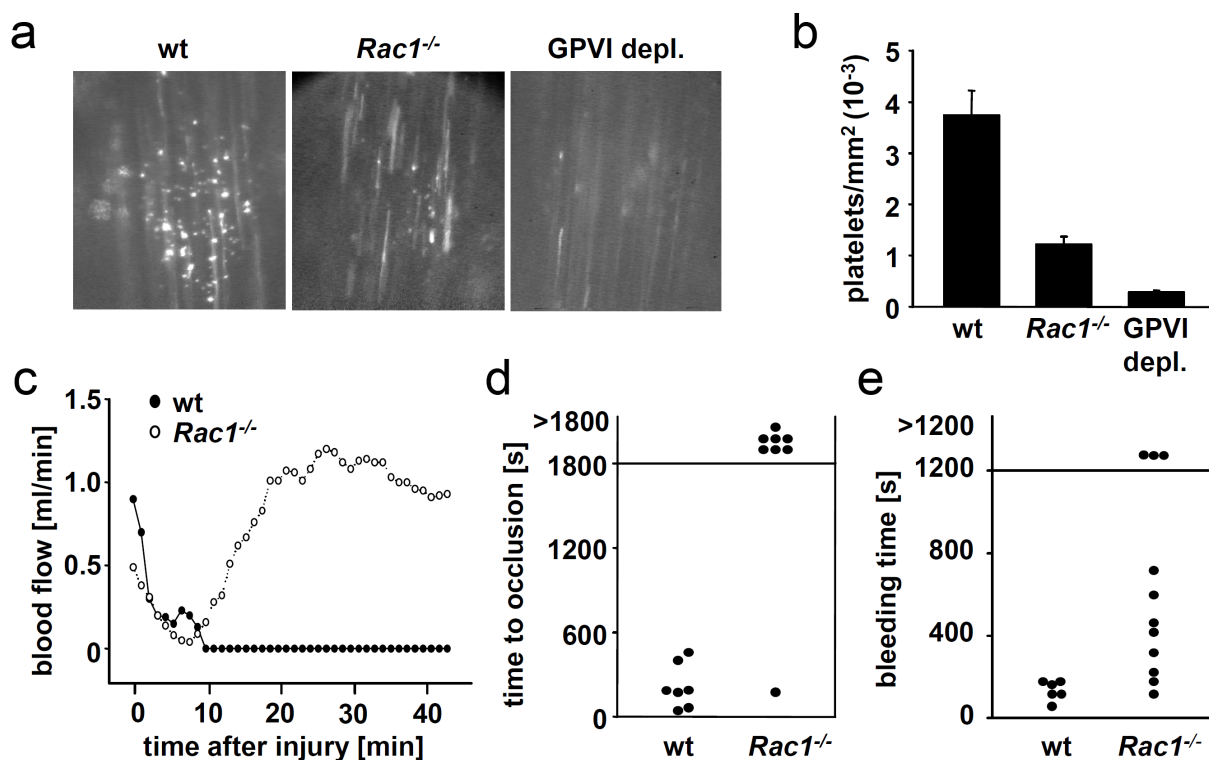 a
wt
Rac1-/-
GPVI depl.
b
platelets/mm² (10⁻³)
5
4
3
2
1
0
wt
Rac1-/-
GPVI
depl.
c
wt
Rac1-/-
blood flow [ml/min]
1.5
1.0
0.5
0
0
10
20
30
40
time after injury [min]
d
time to occlusion [s]
>1800
1800
1200
600
0
wt
Rac1-/-
e
bleeding time [s]
>1200
1200
800
400
0
wt
Rac1-/-